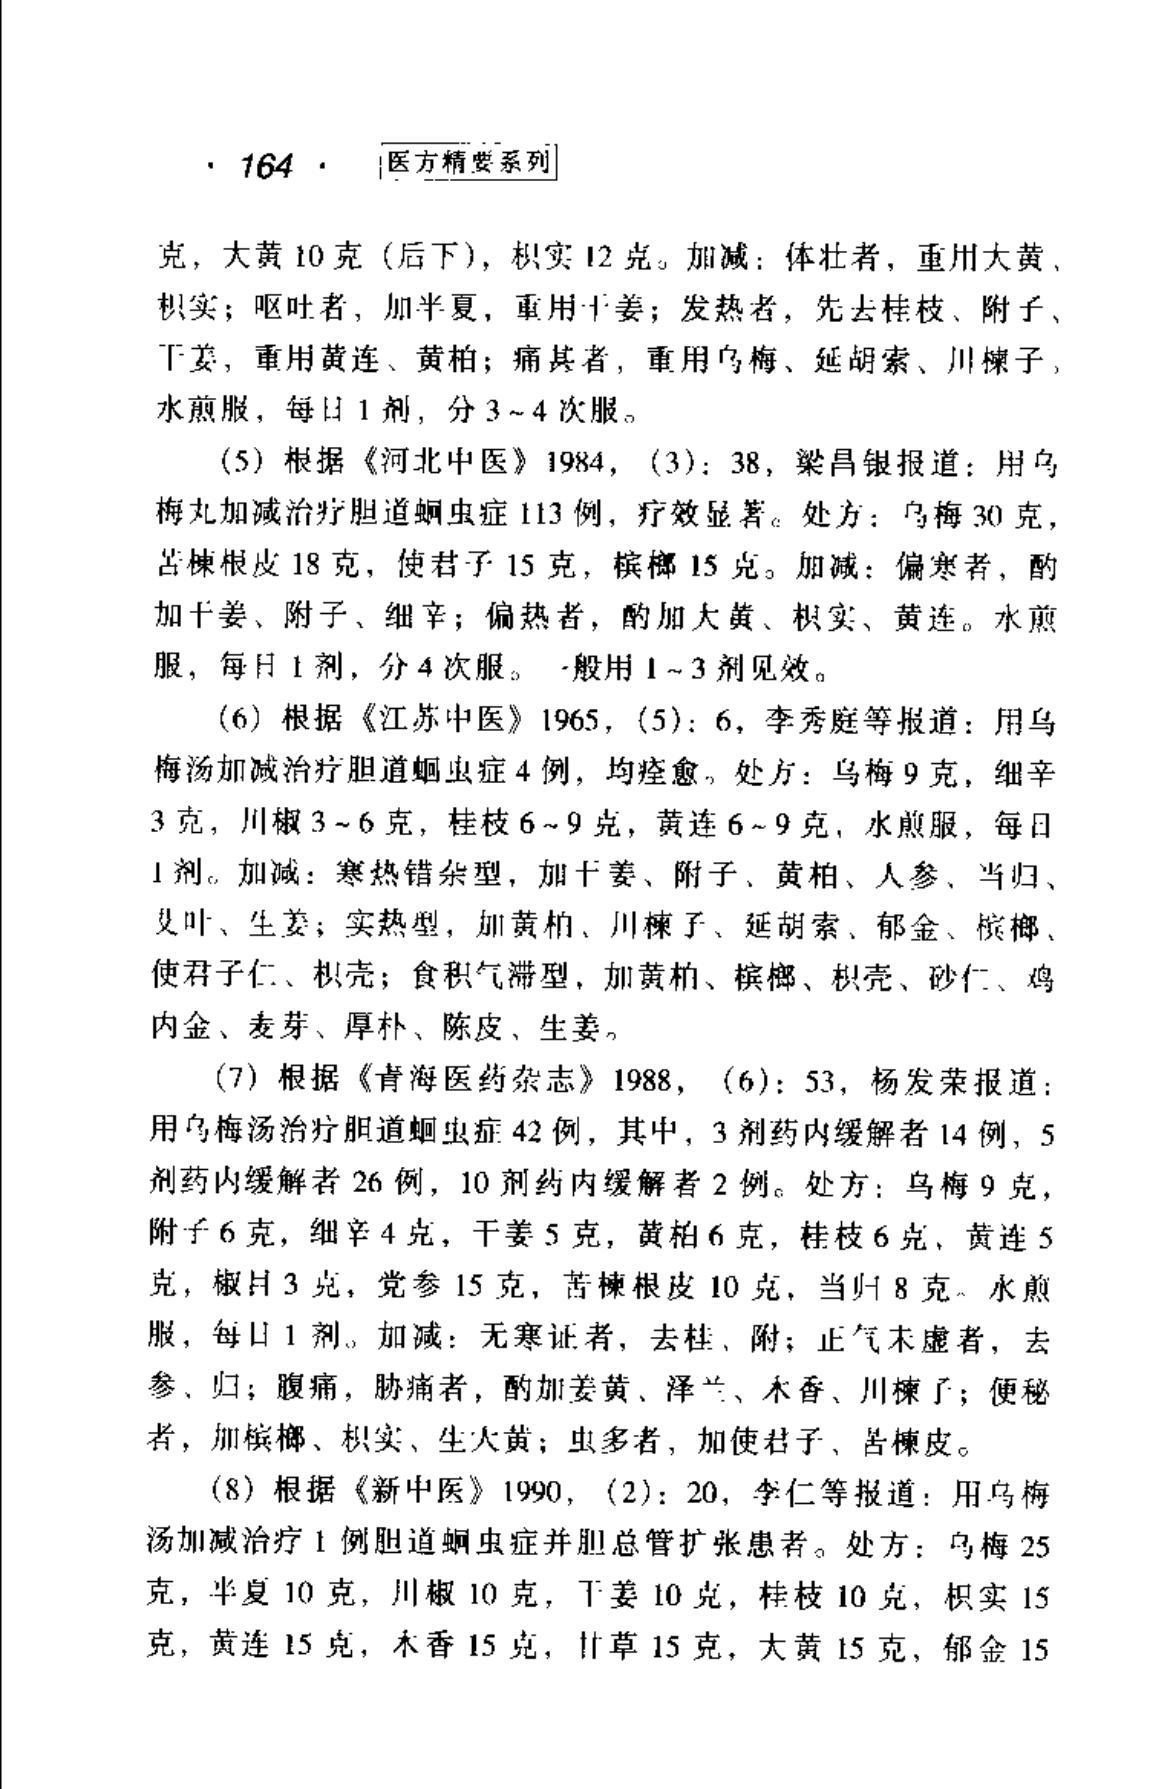 · 164 · 医方精要系列
克，大黄 10 克（后下），枳实 12 克。加减：体壮者，重用大黄、
枳实；呕吐者，加半夏，重用干姜；发热者，先去桂枝、附子、
干姜，重用黄连、黄柏；痛甚者，重用乌梅、延胡索、川楝子，
水煎服，每日 1 剂，分 3～4 次服。
（5）根据《河北中医》1984，（3）：38，梁昌银报道：用乌
梅丸加减治疗胆道蛔虫症 113 例，疗效显著。处方：乌梅 30 克，
苦楝根皮 18 克，使君子 15 克，槟榔 15 克。加减：偏寒者，酌
加干姜、附子、细辛；偏热者，酌加大黄、枳实、黄连。水煎
服，每日 1 剂，分 4 次服。一般用 1～3 剂见效。
（6）根据《江苏中医》1965，（5）：6，李秀庭等报道：用乌
梅汤加减治疗胆道蛔虫症 4 例，均痊愈。处方：乌梅 9 克，细辛
3 克，川椒 3～6 克，桂枝 6～9 克，黄连 6～9 克，水煎服，每日
1 剂。加减：寒热错杂型，加干姜、附子、黄柏、人参、当归、
艾叶、生姜；实热型，加黄柏、川楝子、延胡索、郁金、槟榔、
使君子仁、枳壳；食积气滞型，加黄柏、槟榔、枳壳、砂仁、鸡
内金、麦芽、厚朴、陈皮、生姜。
（7）根据《青海医药杂志》1988，（6）：53，杨发荣报道：
用乌梅汤治疗胆道蛔虫症 42 例，其中，3 剂药内缓解者 14 例，5
剂药内缓解者 26 例，10 剂药内缓解者 2 例。处方：乌梅 9 克，
附子 6 克，细辛 4 克，干姜 5 克，黄柏 6 克，桂枝 6 克，黄连 5
克，椒目 3 克，党参 15 克，苦楝根皮 10 克，当归 8 克。水煎
服，每日 1 剂。加减：无寒证者，去桂、附；正气未虚者，去
参、归；腹痛，胁痛者，酌加姜黄、泽兰、木香、川楝子；便秘
者，加槟榔、枳实、生大黄；虫多者，加使君子、苦楝皮。
（8）根据《新中医》1990，（2）：20，李仁等报道：用乌梅
汤加减治疗 1 例胆道蛔虫症并胆总管扩张患者。处方：乌梅 25
克，半夏 10 克，川椒 10 克，干姜 10 克，桂枝 10 克，枳实 15
克，黄连 15 克，木香 15 克，甘草 15 克，大黄 15 克，郁金 15